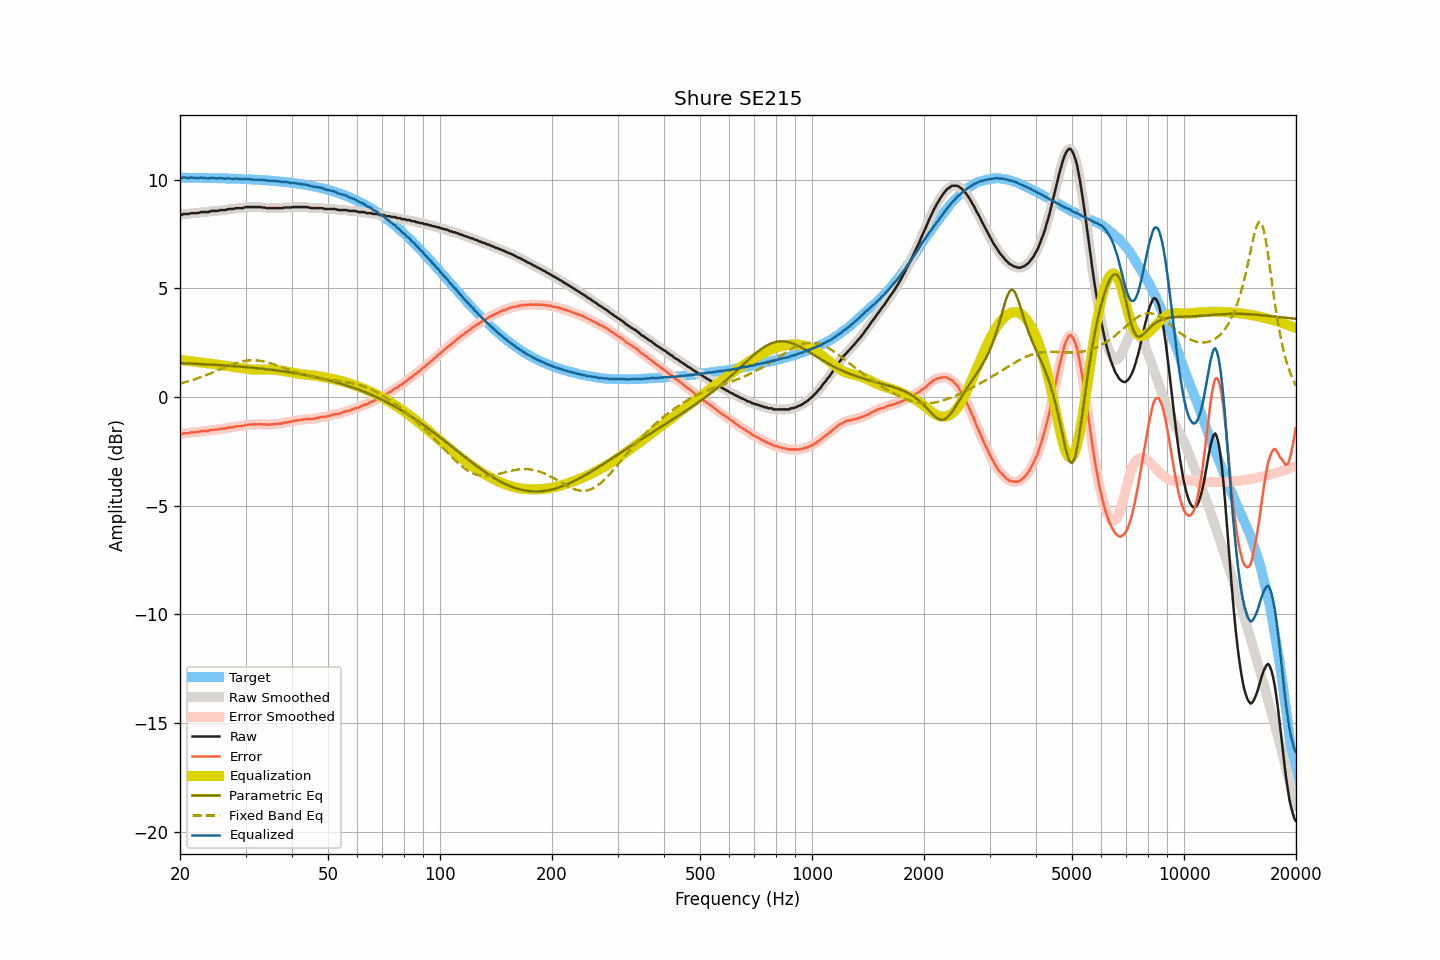 Shure SE215
10
5
0
−5
−10
−15
−20
Amplitude (dBr)
Target
Raw Smoothed
Error Smoothed
Raw
Error
Equalization
Parametric Eq
Fixed Band Eq
Equalized
20 50 100 200 500 1000 2000 5000 10000 20000
Frequency (Hz)